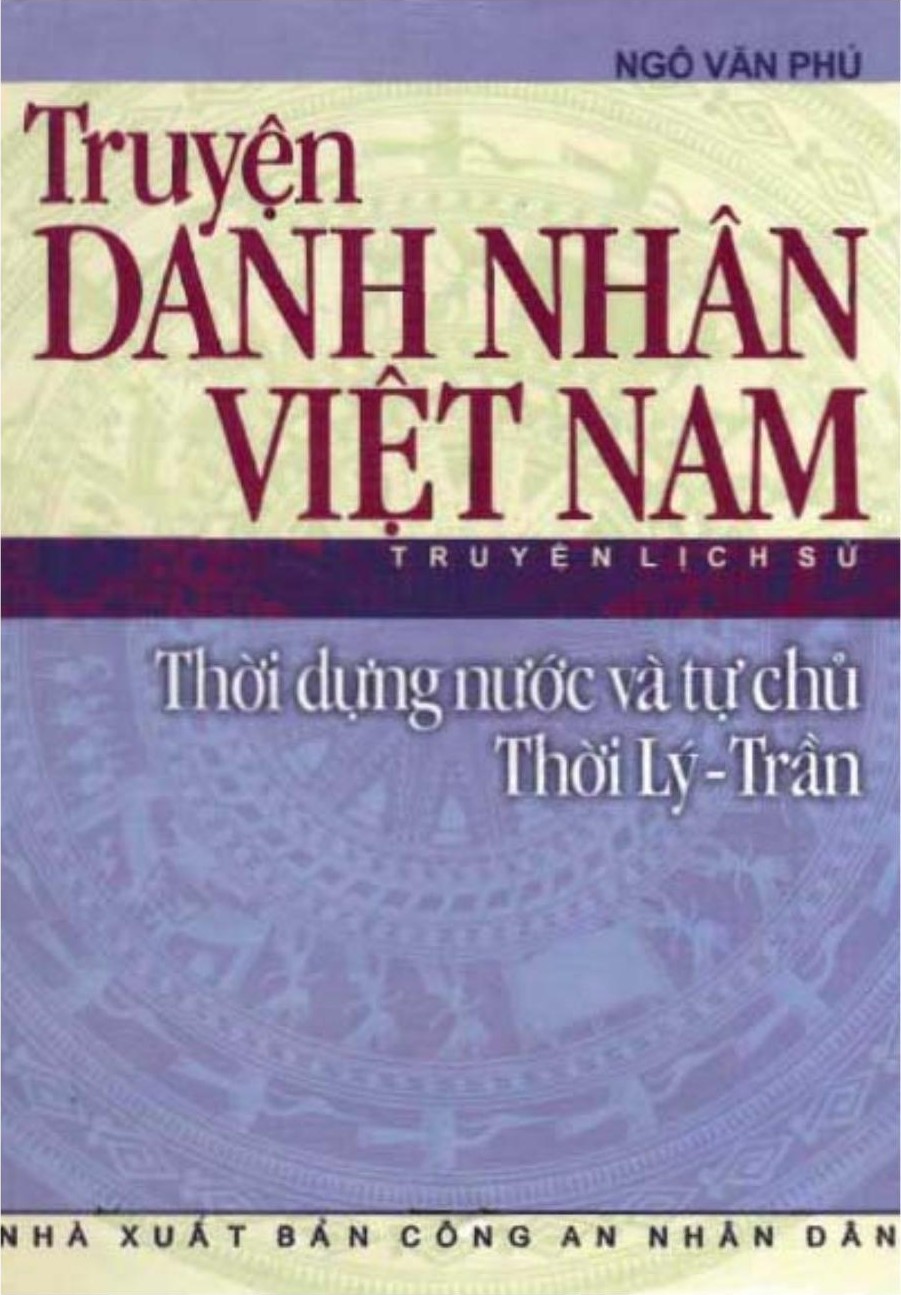 NGÔ VĂN PHÚ
Truyện
DANH NHÂN
VIỆT NAM
TRUYỆN LỊCH SỬ
Thời dựng nước và tự chủ
Thời Lý - Trần
NHÀ XUẤT BẢN CÔNG AN NHÂN DÂN